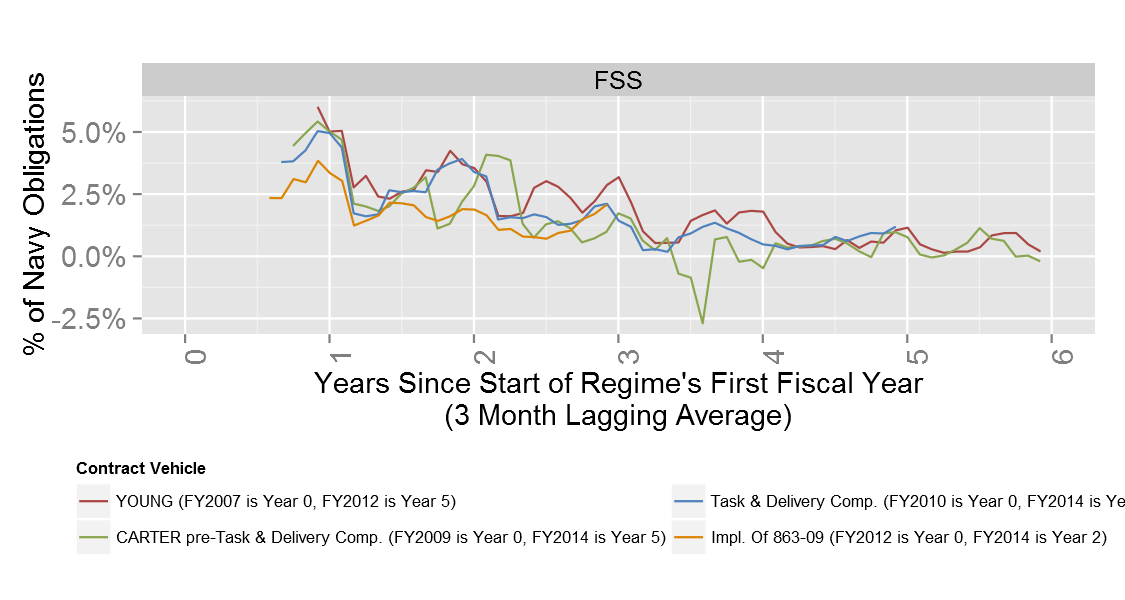 FSS
% of Navy Obligations
5.0%
2.5%
0.0%
-2.5%
0 1 2 3 4 5 6
Years Since Start of Regime's First Fiscal Year
(3 Month Lagging Average)
Contract Vehicle
YOUNG (FY2007 is Year 0, FY2012 is Year 5)
Task & Delivery Comp. (FY2010 is Year 0, FY2014 is Ye
CARTER pre-Task & Delivery Comp. (FY2009 is Year 0, FY2014 is Year 5)
Impl. Of 863-09 (FY2012 is Year 0, FY2014 is Year 2)